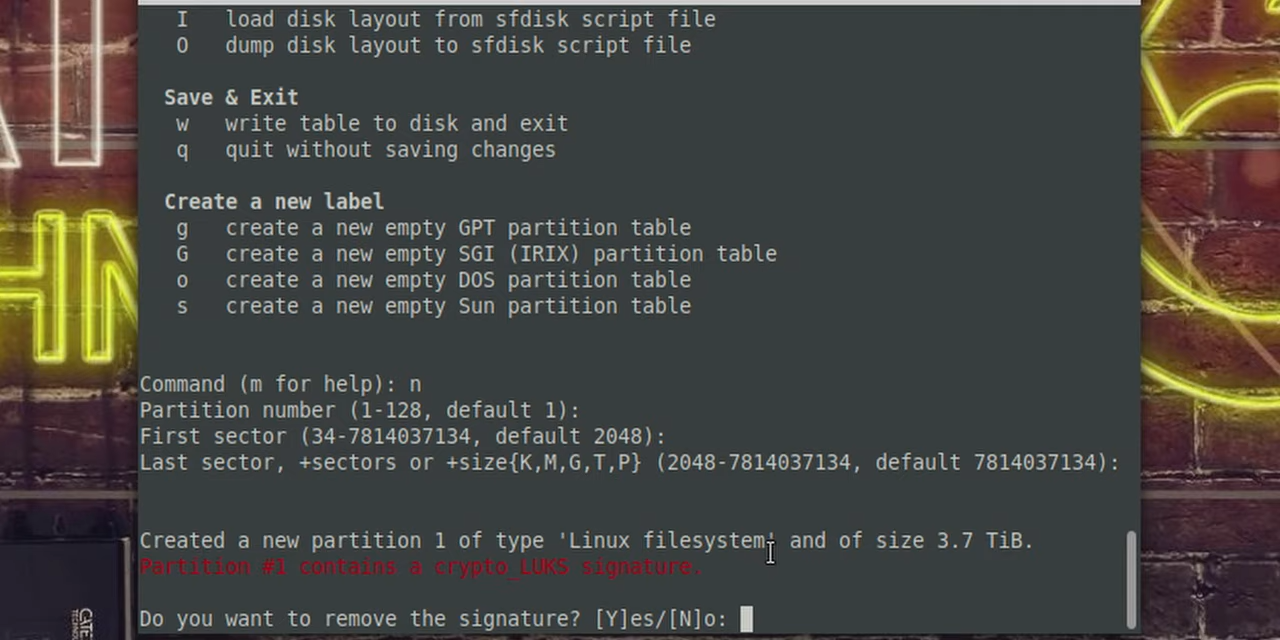 I   load disk layout from sfdisk script file
O   dump disk layout to sfdisk script file
Save & Exit
w   write table to disk and exit
q   quit without saving changes
Create a new label
g   create a new empty GPT partition table
G   create a new empty SGI (IRIX) partition table
o   create a new empty DOS partition table
s   create a new empty Sun partition table
Command (m for help): n
Partition number (1-128, default 1):
First sector (34-7814037134, default 2048):
Last sector, +sectors or +size{K,M,G,T,P} (2048-7814037134, default 7814037134):
Created a new partition 1 of type 'Linux filesystem' and of size 3.7 TiB.
Partition #1 contains a crypto_LUKS signature.
Do you want to remove the signature? [Y]es/[N]o: